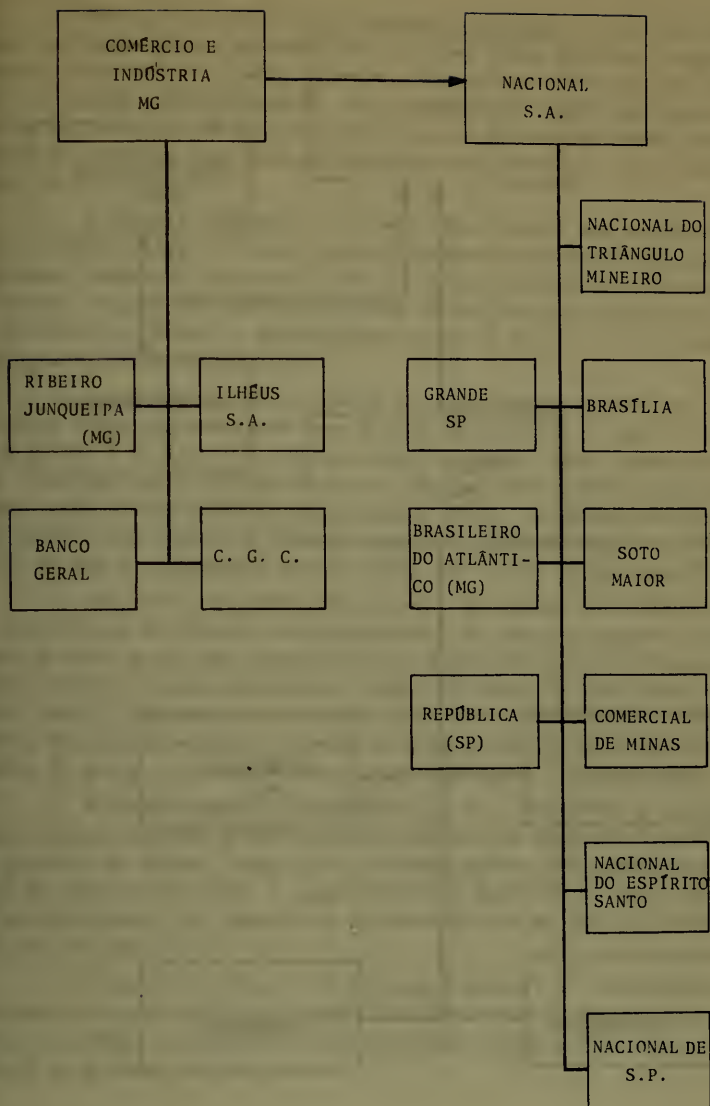 COMÉRCIO E
INDÚSTRIA
MG
NACIONAL
S.A.
NACIONAL DO
TRIÂNGULO
MINEIRO
RIBEIRO
JUNQUEIPA
(MG)
ILHÉUS
S.A.
GRANDE
SP
BRASÍLIA
BANCO
GERAL
C. G. C.
BRASILEIRO
DO ATLÂNTI-
CO (MG)
SOTO
MAIOR
REPÚBLICA
(SP)
COMERCIAL
DE MINAS
NACIONAL
DO ESPÍRITO
SANTO
NACIONAL DE
S.P.